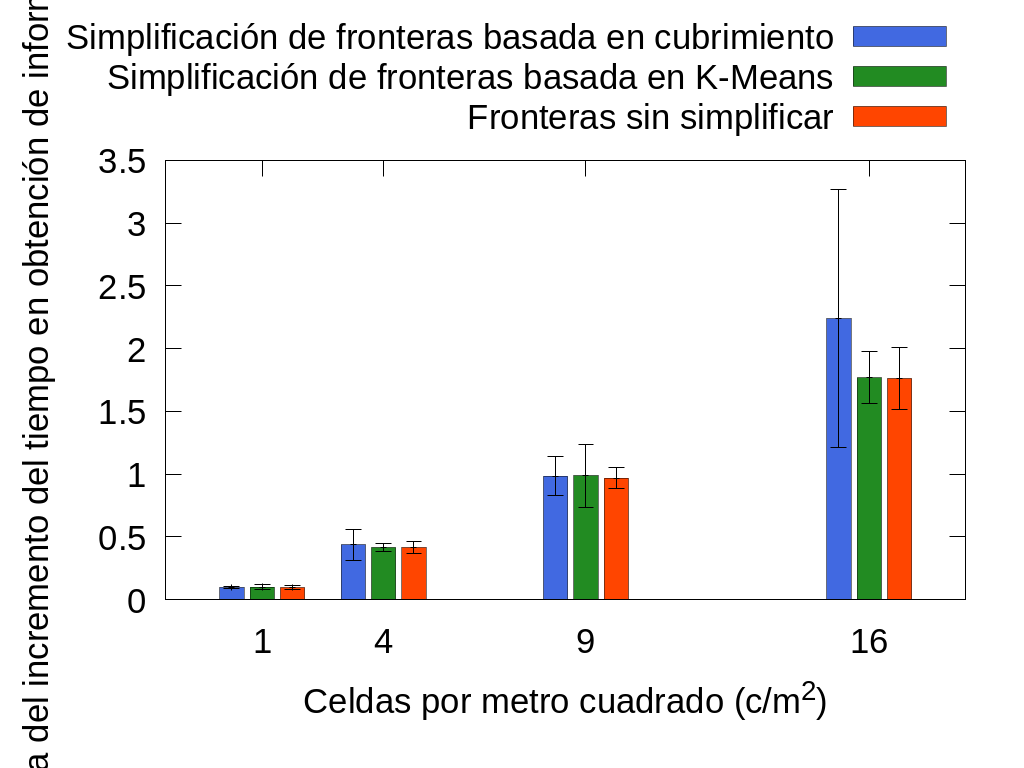 Simplificación de fronteras basada en cubrimiento
Simplificación de fronteras basada en K-Means
Fronteras sin simplificar
a del incremento del tiempo en obtención de
3.5
3
2.5
2
1.5
1
0.5
0
1 4 9 16
Celdas por metro cuadrado (c/m²)